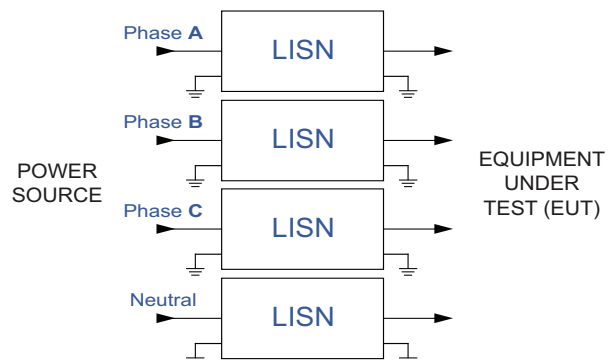 Phase A
LISN
Phase B
LISN
POWER
SOURCE
EQUIPMENT
UNDER
TEST (EUT)
Phase C
LISN
Neutral
LISN